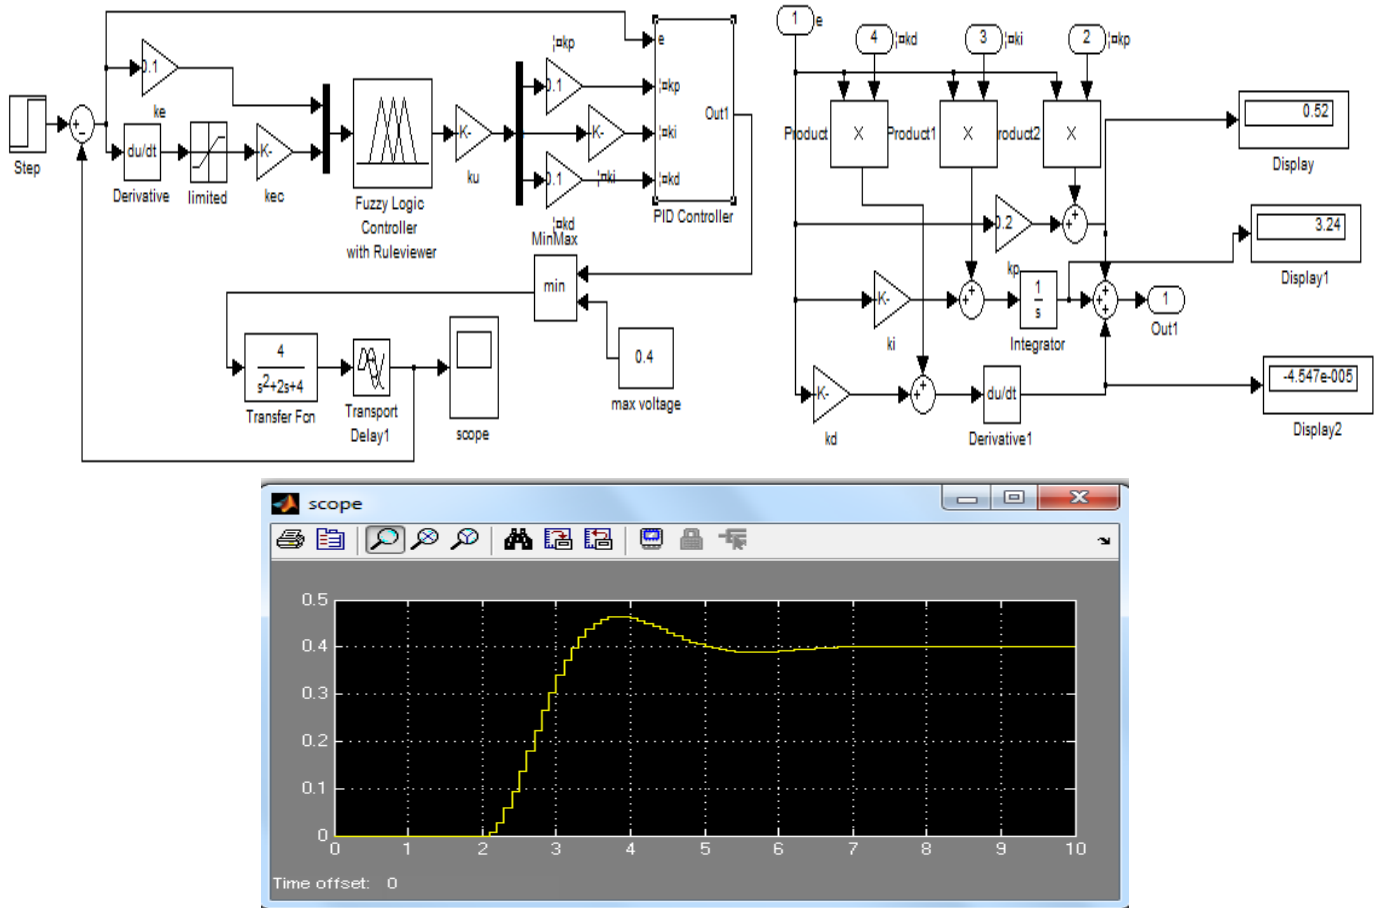 Step
0.1
ke
du/dt
Derivative
limited
K-
kec
Fuzzy Logic
Controller
with Ruleviewer
K-
ku
¦¤kp
0.1
K-
¦¤ki
0.1
¦¤kd
e
¦¤kp
¦¤ki
¦¤kd
Out1
PID Controller
MinMax
min
0.4
max voltage
4
s2+2s+4
Transfer Fcn
Transport
Delay1
scope
1
e
4
¦¤kd
3
¦¤ki
2
¦¤kp
Product
Product1
roduct2
0.2
kp
K-
ki
1
s
Integrator
K-
kd
du/dt
Derivative1
1
Out1
0.52
Display
3.24
Display1
-4.547e-005
Display2
scope
0.5
0.4
0.3
0.2
0.1
0
0 1 2 3 4 5 6 7 8 9 10
Time offset: 0